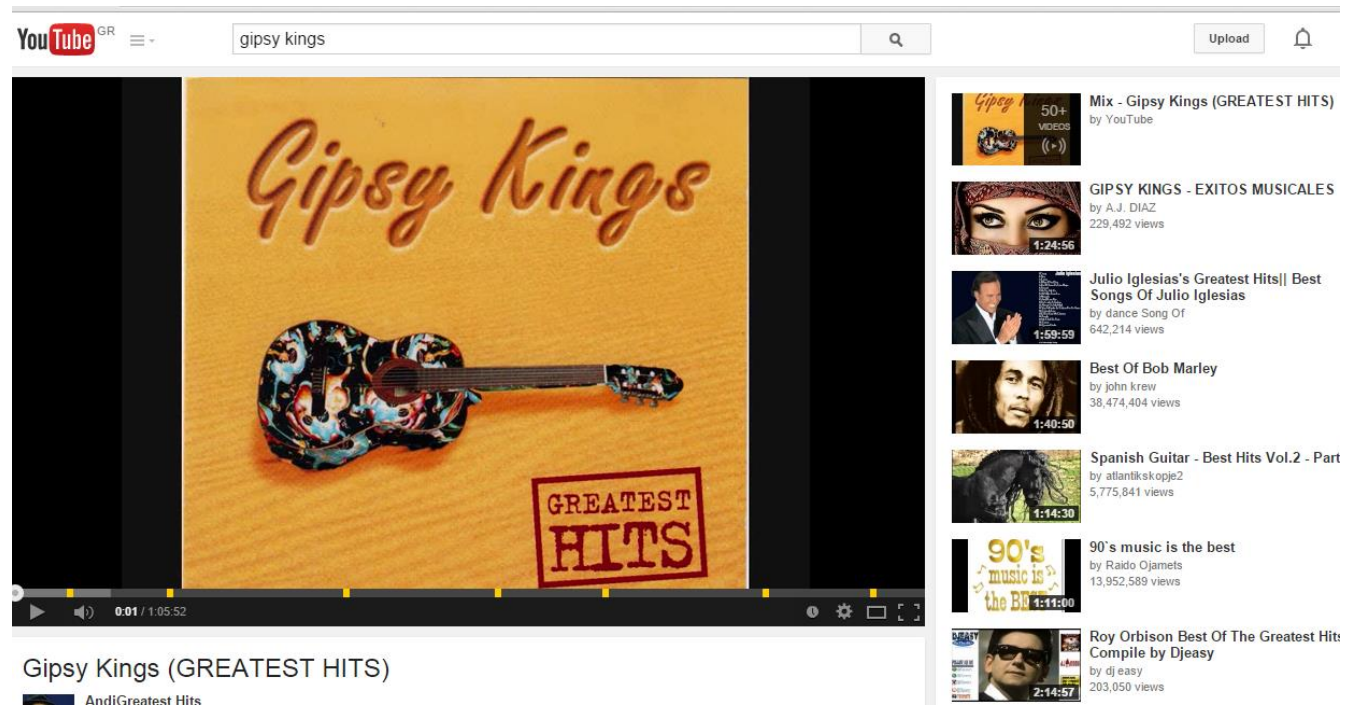 YouTube GR
gipsy kings
Upload
Gipsy Kings
GREATEST
HITS
0:01 / 1:05:52
Gipsy Kings (GREATEST HITS)
AndiGreatest Hits
Gipsy
50+
VIDEOS
Mix - Gipsy Kings (GREATEST HITS)
by YouTube
1:24:56
GIPSY KINGS - EXITOS MUSICALES
by A.J. DIAZ
229,492 views
1:59:59
Julio Iglesias's Greatest Hits|| Best
Songs Of Julio Iglesias
by dance Song Of
642,214 views
1:40:50
Best Of Bob Marley
by john krew
38,474,404 views
1:14:30
Spanish Guitar - Best Hits Vol.2 - Part
by atlantikskopje2
5,775,841 views
90's
music is
the BEST
1:11:00
90`s music is the best
by Raido Ojamets
13,952,589 views
DJEASY
2:14:57
Roy Orbison Best Of The Greatest Hits
Compile by Djeasy
by dj easy
203,050 views